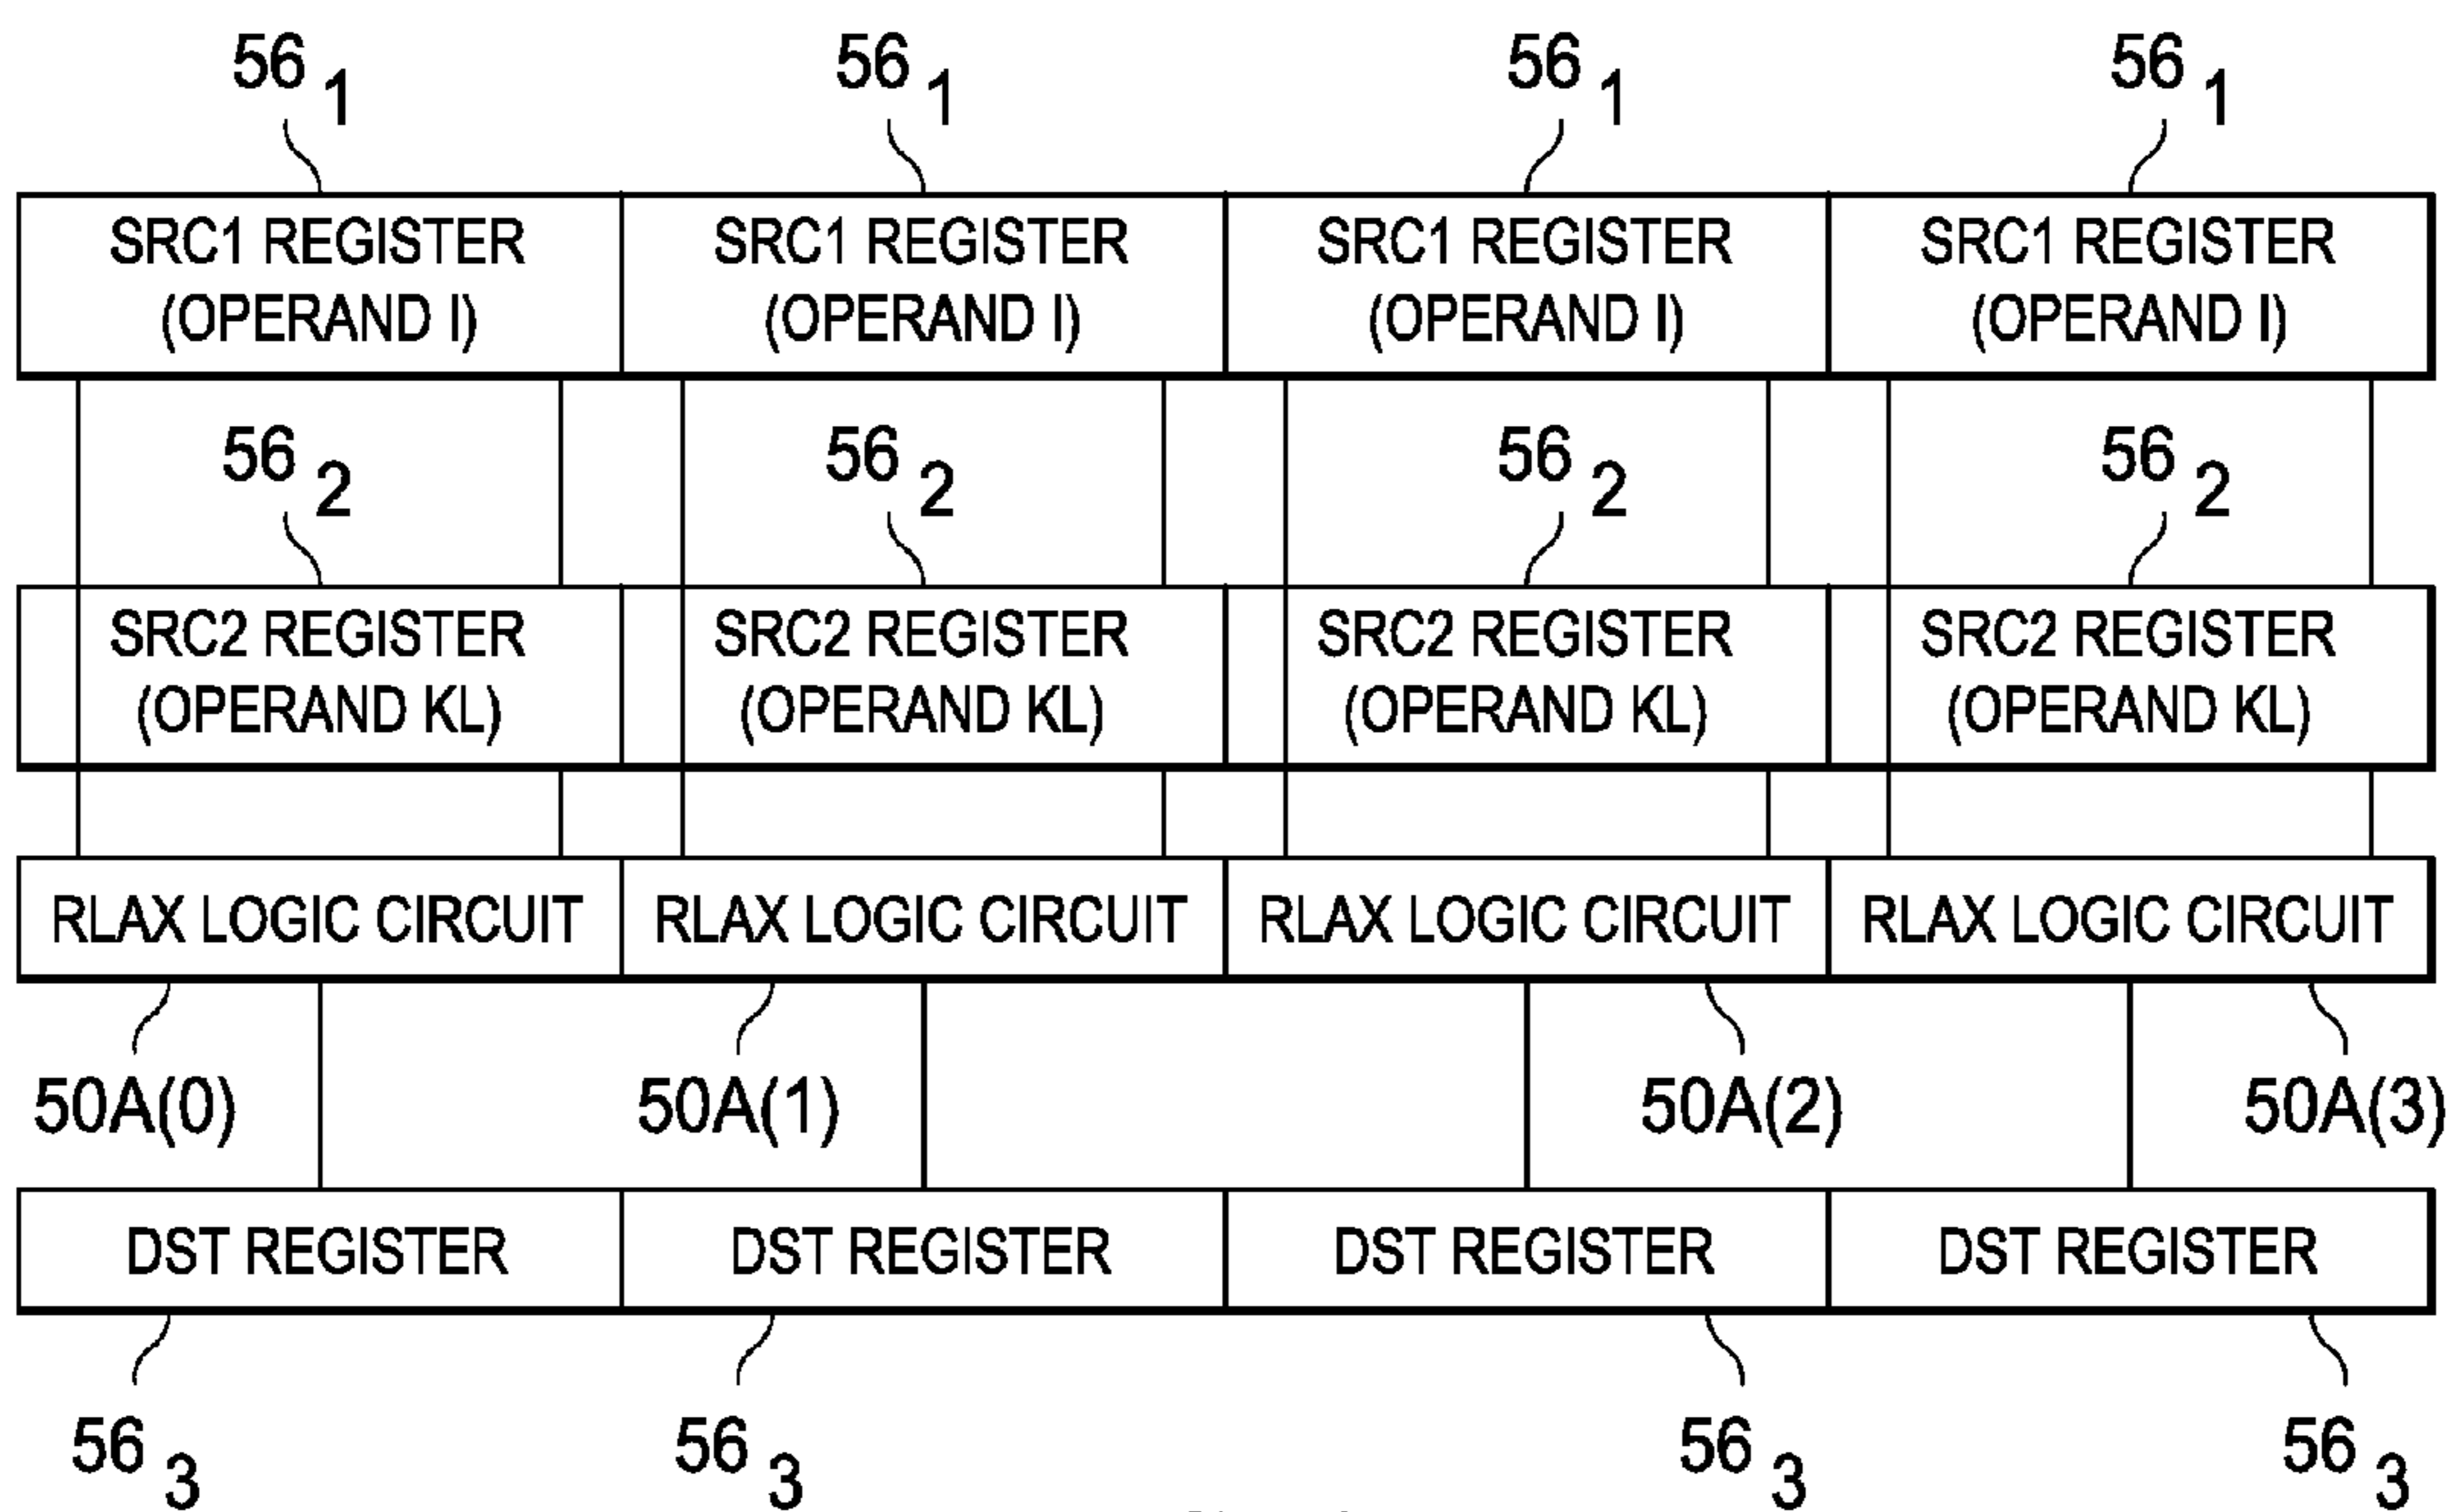 56 1 56 1 56 1 56 1
SRC1 REGISTER SRC1 REGISTER SRC1 REGISTER SRC1 REGISTER
(OPERAND I) (OPERAND I) (OPERAND I) (OPERAND I)
56 2 56 2 56 2 56 2
SRC2 REGISTER SRC2 REGISTER SRC2 REGISTER SRC2 REGISTER
(OPERAND KL) (OPERAND KL) (OPERAND KL) (OPERAND KL)
RLAX LOGIC CIRCUIT RLAX LOGIC CIRCUIT RLAX LOGIC CIRCUIT RLAX LOGIC CIRCUIT
50A(0) 50A(1) 50A(2) 50A(3)
DST REGISTER DST REGISTER DST REGISTER DST REGISTER
56 3 56 3 56 3 56 3